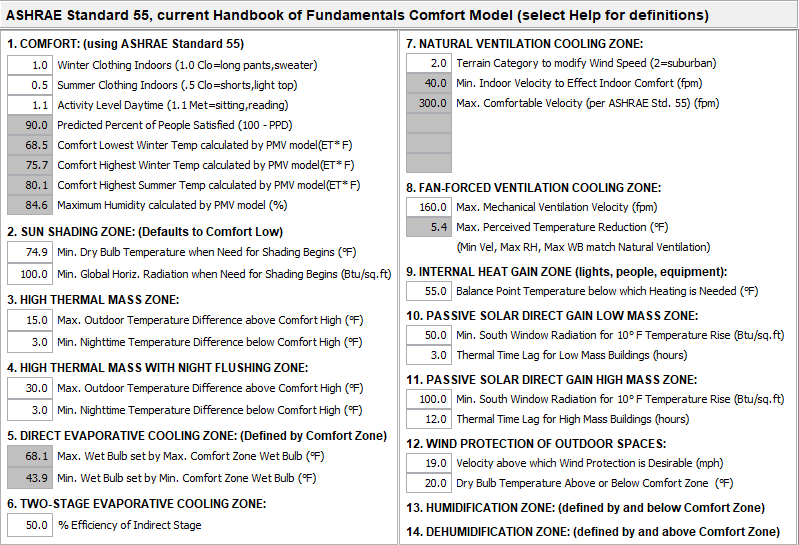 ASHRAE Standard 55, current Handbook of Fundamentals Comfort Model (select Help for definitions)
1. COMFORT: (using ASHRAE Standard 55)
1.0 Winter Clothing Indoors (1.0 Clo=long pants,sweater)
0.5 Summer Clothing Indoors (.5 Clo=shorts,light top)
1.1 Activity Level Daytime (1.1 Met=sitting,reading)
90.0 Predicted Percent of People Satisfied (100 - PPD)
68.5 Comfort Lowest Winter Temp calculated by PMV model(ET* F)
75.7 Comfort Highest Winter Temp calculated by PMV model(ET* F)
80.1 Comfort Highest Summer Temp calculated by PMV model(ET* F)
84.6 Maximum Humidity calculated by PMV model (%)
2. SUN SHADING ZONE: (Defaults to Comfort Low)
74.9 Min. Dry Bulb Temperature when Need for Shading Begins (°F)
100.0 Min. Global Horiz. Radiation when Need for Shading Begins (Btu/sq.ft)
3. HIGH THERMAL MASS ZONE:
15.0 Max. Outdoor Temperature Difference above Comfort High (°F)
3.0 Min. Nighttime Temperature Difference below Comfort High (°F)
4. HIGH THERMAL MASS WITH NIGHT FLUSHING ZONE:
30.0 Max. Outdoor Temperature Difference above Comfort High (°F)
3.0 Min. Nighttime Temperature Difference below Comfort High (°F)
5. DIRECT EVAPORATIVE COOLING ZONE: (Defined by Comfort Zone)
68.1 Max. Wet Bulb set by Max. Comfort Zone Wet Bulb (°F)
43.9 Min. Wet Bulb set by Min. Comfort Zone Wet Bulb (°F)
6. TWO-STAGE EVAPORATIVE COOLING ZONE:
50.0 % Efficiency of Indirect Stage
7. NATURAL VENTILATION COOLING ZONE:
2.0 Terrain Category to modify Wind Speed (2=suburban)
40.0 Min. Indoor Velocity to Effect Indoor Comfort (fpm)
300.0 Max. Comfortable Velocity (per ASHRAE Std. 55) (fpm)
8. FAN-FORCED VENTILATION COOLING ZONE:
160.0 Max. Mechanical Ventilation Velocity (fpm)
5.4 Max. Perceived Temperature Reduction (°F)
(Min Vel, Max RH, Max WB match Natural Ventilation)
9. INTERNAL HEAT GAIN ZONE (lights, people, equipment):
55.0 Balance Point Temperature below which Heating is Needed (°F)
10. PASSIVE SOLAR DIRECT GAIN LOW MASS ZONE:
50.0 Min. South Window Radiation for 10° F Temperature Rise (Btu/sq.ft)
3.0 Thermal Time Lag for Low Mass Buildings (hours)
11. PASSIVE SOLAR DIRECT GAIN HIGH MASS ZONE:
100.0 Min. South Window Radiation for 10° F Temperature Rise (Btu/sq.ft)
12.0 Thermal Time Lag for High Mass Buildings (hours)
12. WIND PROTECTION OF OUTDOOR SPACES:
19.0 Velocity above which Wind Protection is Desirable (mph)
20.0 Dry Bulb Temperature Above or Below Comfort Zone (°F)
13. HUMIDIFICATION ZONE: (defined by and below Comfort Zone)
14. DEHUMIDIFICATION ZONE: (defined by and above Comfort Zone)